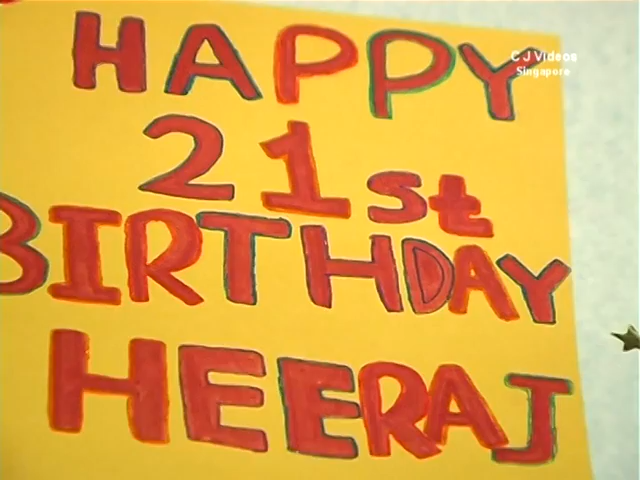 HAPPY
21st
BIRTHDAY
HEERAJ
C J Videos
Singapore